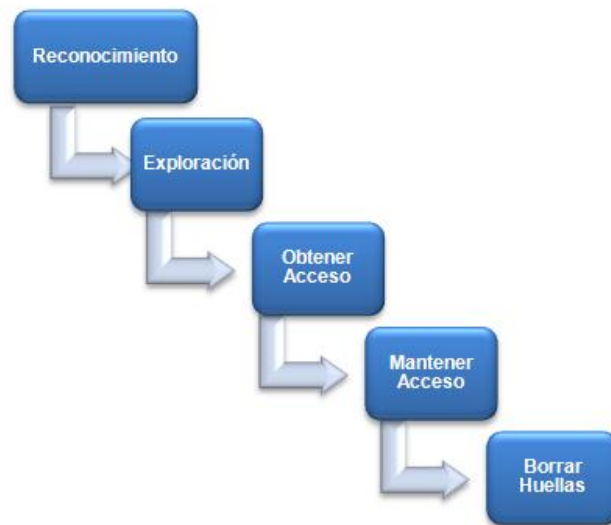 Reconocimiento
Exploración
Obtener
Acceso
Mantener
Acceso
Borrar
Huellas